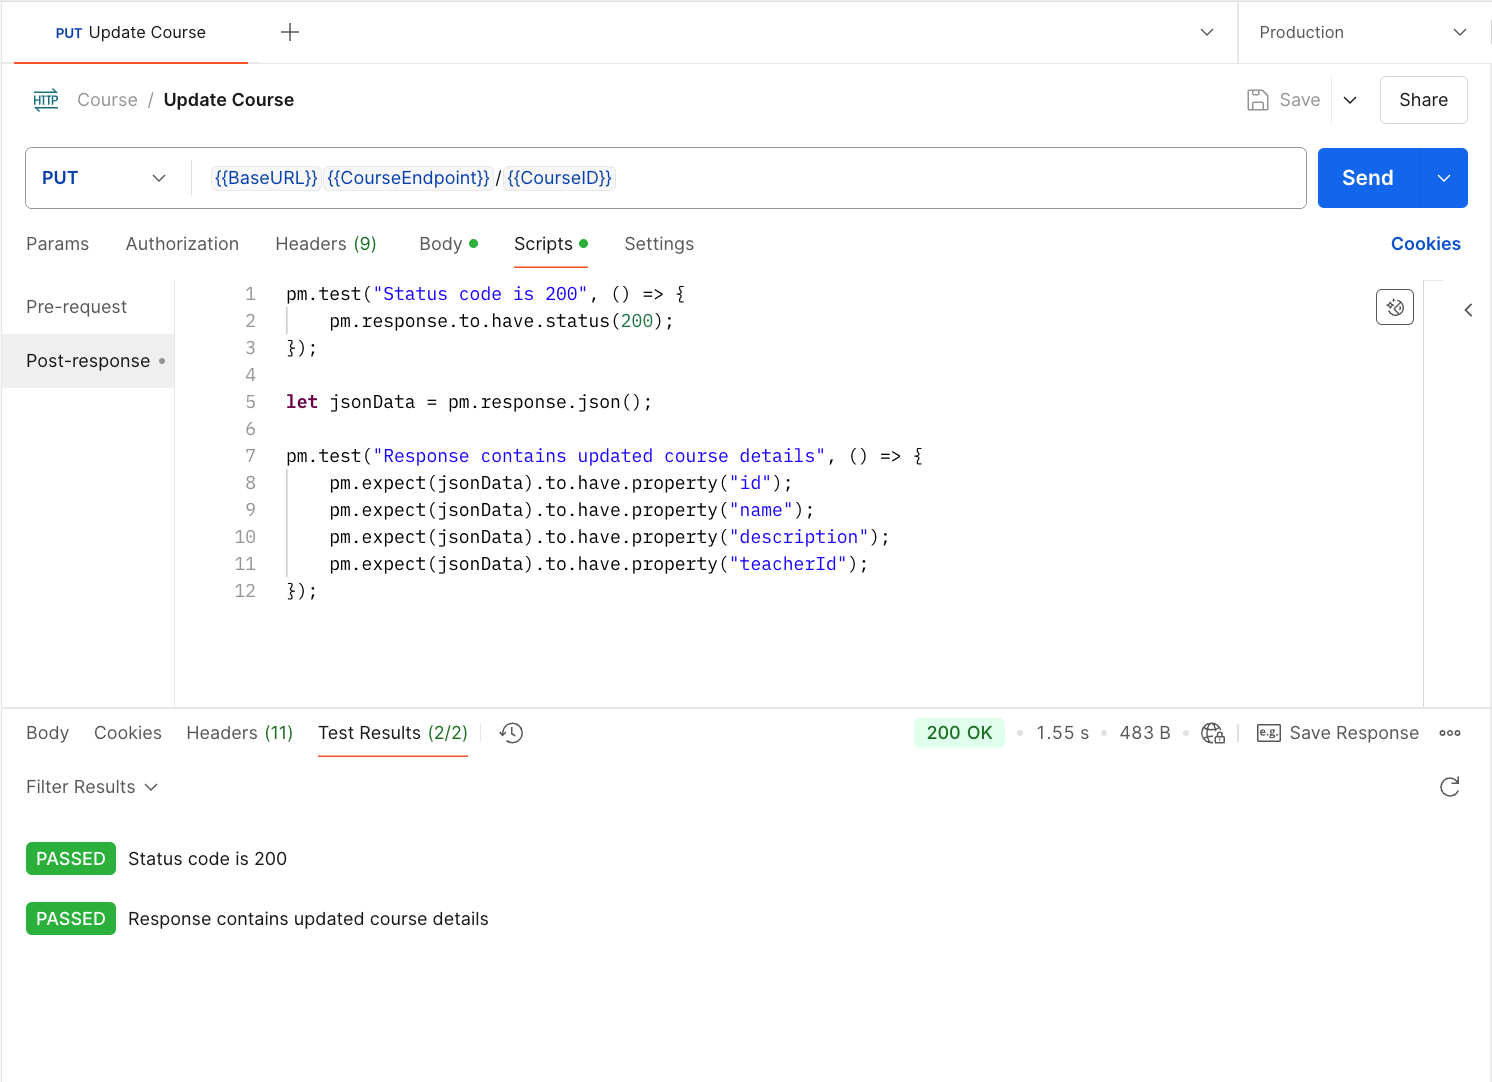 PUT Update Course
Production
HTTP Course / Update Course
Save
Share
PUT
{{BaseURL}} {{CourseEndpoint}} / {{CourseID}}
Send
Params Authorization Headers (9) Body Scripts Settings
Cookies
Pre-request
Post-response
1 pm.test("Status code is 200", () => {
2     pm.response.to.have.status(200);
3 });
4
5 let jsonData = pm.response.json();
6
7 pm.test("Response contains updated course details", () => {
8     pm.expect(jsonData).to.have.property("id");
9     pm.expect(jsonData).to.have.property("name");
10     pm.expect(jsonData).to.have.property("description");
11     pm.expect(jsonData).to.have.property("teacherId");
12 });
Body Cookies Headers (11) Test Results (2/2)
200 OK • 1.55 s • 483 B • e.g. Save Response
Filter Results
PASSED Status code is 200
PASSED Response contains updated course details